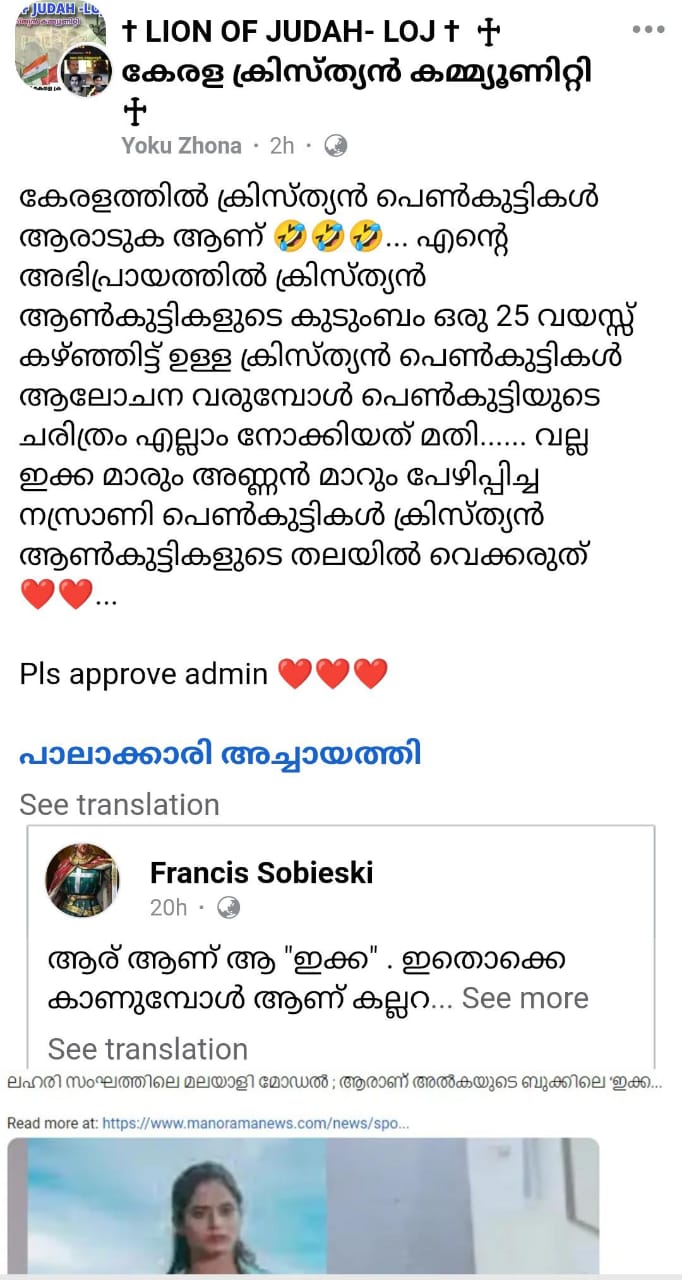 JUDAH -L
† LION OF JUDAH- LOJ † ☩
കേരള ക്രിസ്ത്യൻ കമ്മ്യൂണിറ്റി
☩
Yoku Zhona · 2h ·
കേരളത്തിൽ ക്രിസ്ത്യൻ പെൺകുട്ടികൾ
ആരാടുക ആണ് 🤣🤣🤣... എന്റെ
അഭിപ്രായത്തിൽ ക്രിസ്ത്യൻ
ആൺകുട്ടികളുടെ കുടുംബം ഒരു 25 വയസ്സ്
കഴ്ഞ്ഞിട്ട് ഉള്ള ക്രിസ്ത്യൻ പെൺകുട്ടികൾ
ആലോചന വരുമ്പോൾ പെൺകുട്ടിയുടെ
ചരിത്രം എല്ലാം നോക്കിയത് മതി...... വല്ല
ഇക്ക മാരും അണ്ണൻ മാറും പേഴിപ്പിച്ച
നസ്രാണി പെൺകുട്ടികൾ ക്രിസ്ത്യൻ
ആൺകുട്ടികളുടെ തലയിൽ വെക്കരുത്
❤️❤️...
Pls approve admin ❤️❤️❤️
പാലാക്കാരി അച്ചായത്തി
See translation
Francis Sobieski
20h ·
ആര് ആണ് ആ "ഇക്ക" . ഇതൊക്കെ
കാണുമ്പോൾ ആണ് കല്ലറ... See more
See translation
ലഹരി സംഘത്തിലെ മലയാളി മോഡൽ ; ആരാണ് അൽകയുടെ ബുക്കിലെ 'ഇക്ക...
Read more at: https://www.manoramanews.com/news/spo...